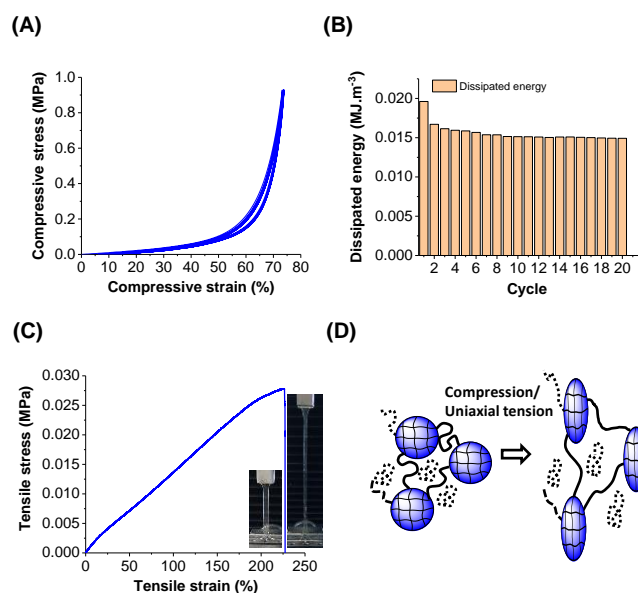 (A)
Compressive stress (MPa)
1.0
0.8
0.6
0.4
0.2
0.0
0 10 20 30 40 50 60 70 80
Compressive strain (%)
(B)
Dissipated energy (MJ.m⁻³)
0.020
0.015
0.010
0.005
0.000
Dissipated energy
2 4 6 8 10 12 14 16 18 20
Cycle
(C)
Tensile stress (MPa)
0.030
0.025
0.020
0.015
0.010
0.005
0.000
0 50 100 150 200 250
Tensile strain (%)
(D)
Compression/
Uniaxial tension